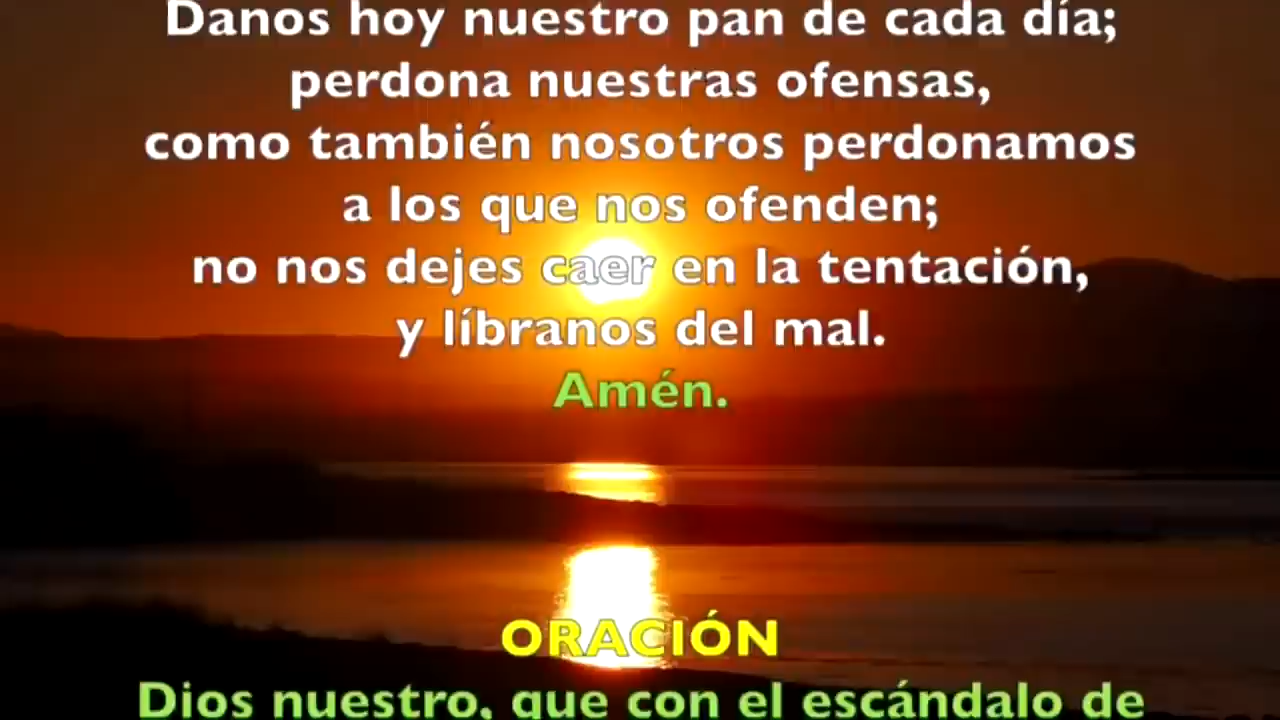 Danos hoy nuestro pan de cada día;
perdona nuestras ofensas,
como también nosotros perdonamos
a los que nos ofenden;
no nos dejes caer en la tentación,
y líbranos del mal.
Amén.
ORACIÓN
Dios nuestro, que con el escándalo de